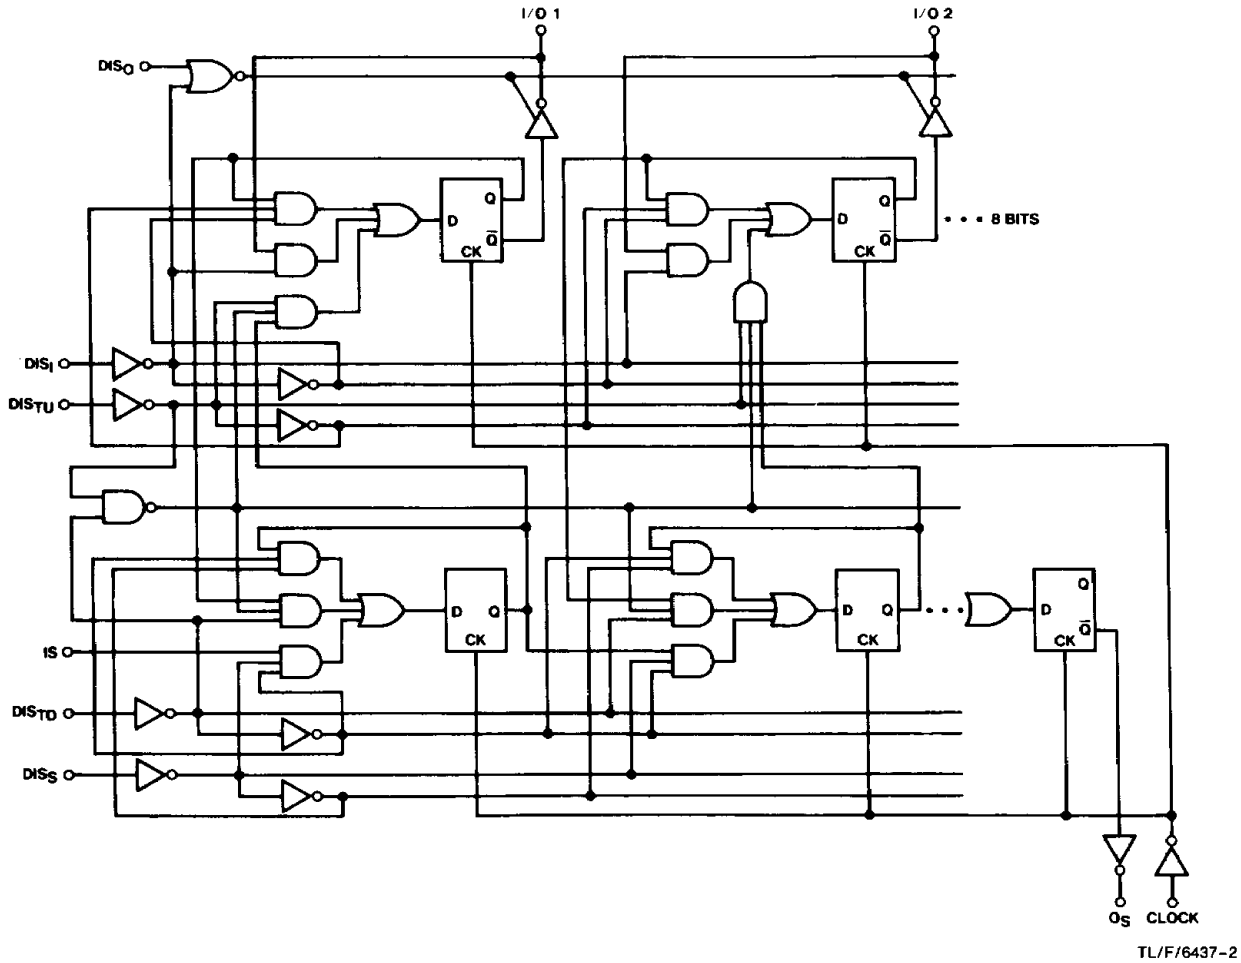 I/O 1
I/O 2
DISO
D
Q
Q̅
CK
D
Q
Q̅
CK
• • • 8 BITS
DISI
DISTU
D
Q
CK
D
Q
CK
• • •
D
Q
Q̅
CK
IS
DISTD
DISS
OS
CLOCK
TL/F/6437-2